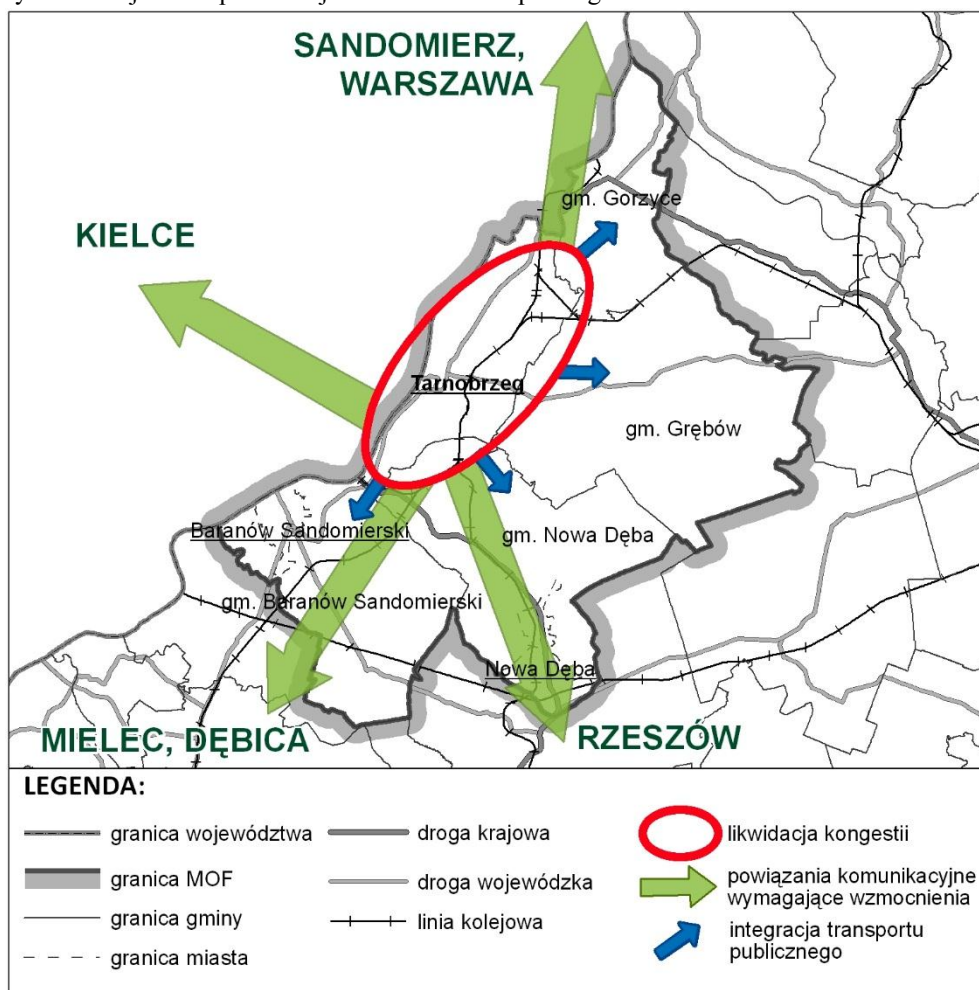 SANDOMIERZ,
WARSZAWA
gm. Gorzyce
KIELCE
Tarnobrzeg
gm. Grębów
Baranów Sandomierski
gm. Nowa Dęba
gm. Baranów Sandomierski
Nowa Dęba
MIELEC, DĘBICA
RZESZÓW
LEGENDA:
granica województwa
granica MOF
granica gminy
granica miasta
droga krajowa
droga wojewódzka
linia kolejowa
likwidacja kongestii
powiązania komunikacyjne
wymagające wzmocnienia
integracja transportu
publicznego